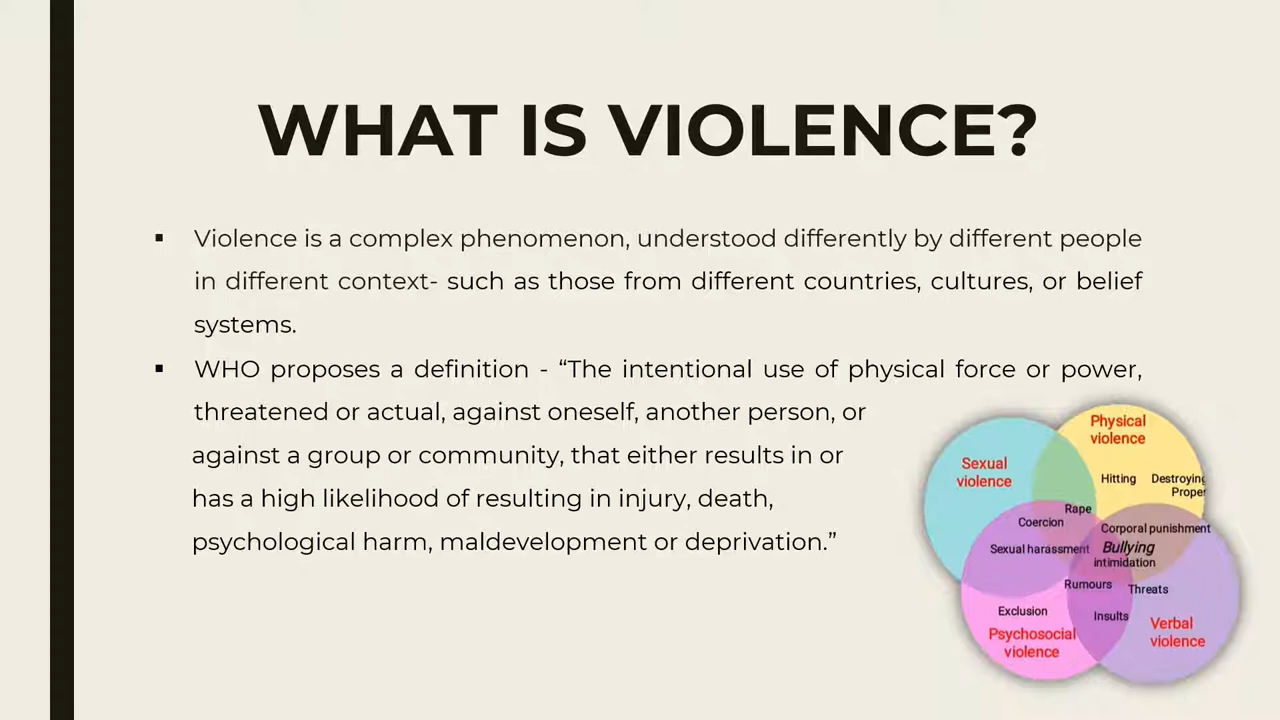 WHAT IS VIOLENCE?
▪ Violence is a complex phenomenon, understood differently by different people
in different context- such as those from different countries, cultures, or belief
systems.
▪ WHO proposes a definition - “The intentional use of physical force or power,
threatened or actual, against oneself, another person, or
against a group or community, that either results in or
has a high likelihood of resulting in injury, death,
psychological harm, maldevelopment or deprivation.”
Physical
violence
Sexual
violence
Hitting
Destroying
Proper
Rape
Coercion
Corporal punishment
Sexual harassment
Bullying
intimidation
Rumours
Threats
Exclusion
Insults
Psychosocial
violence
Verbal
violence